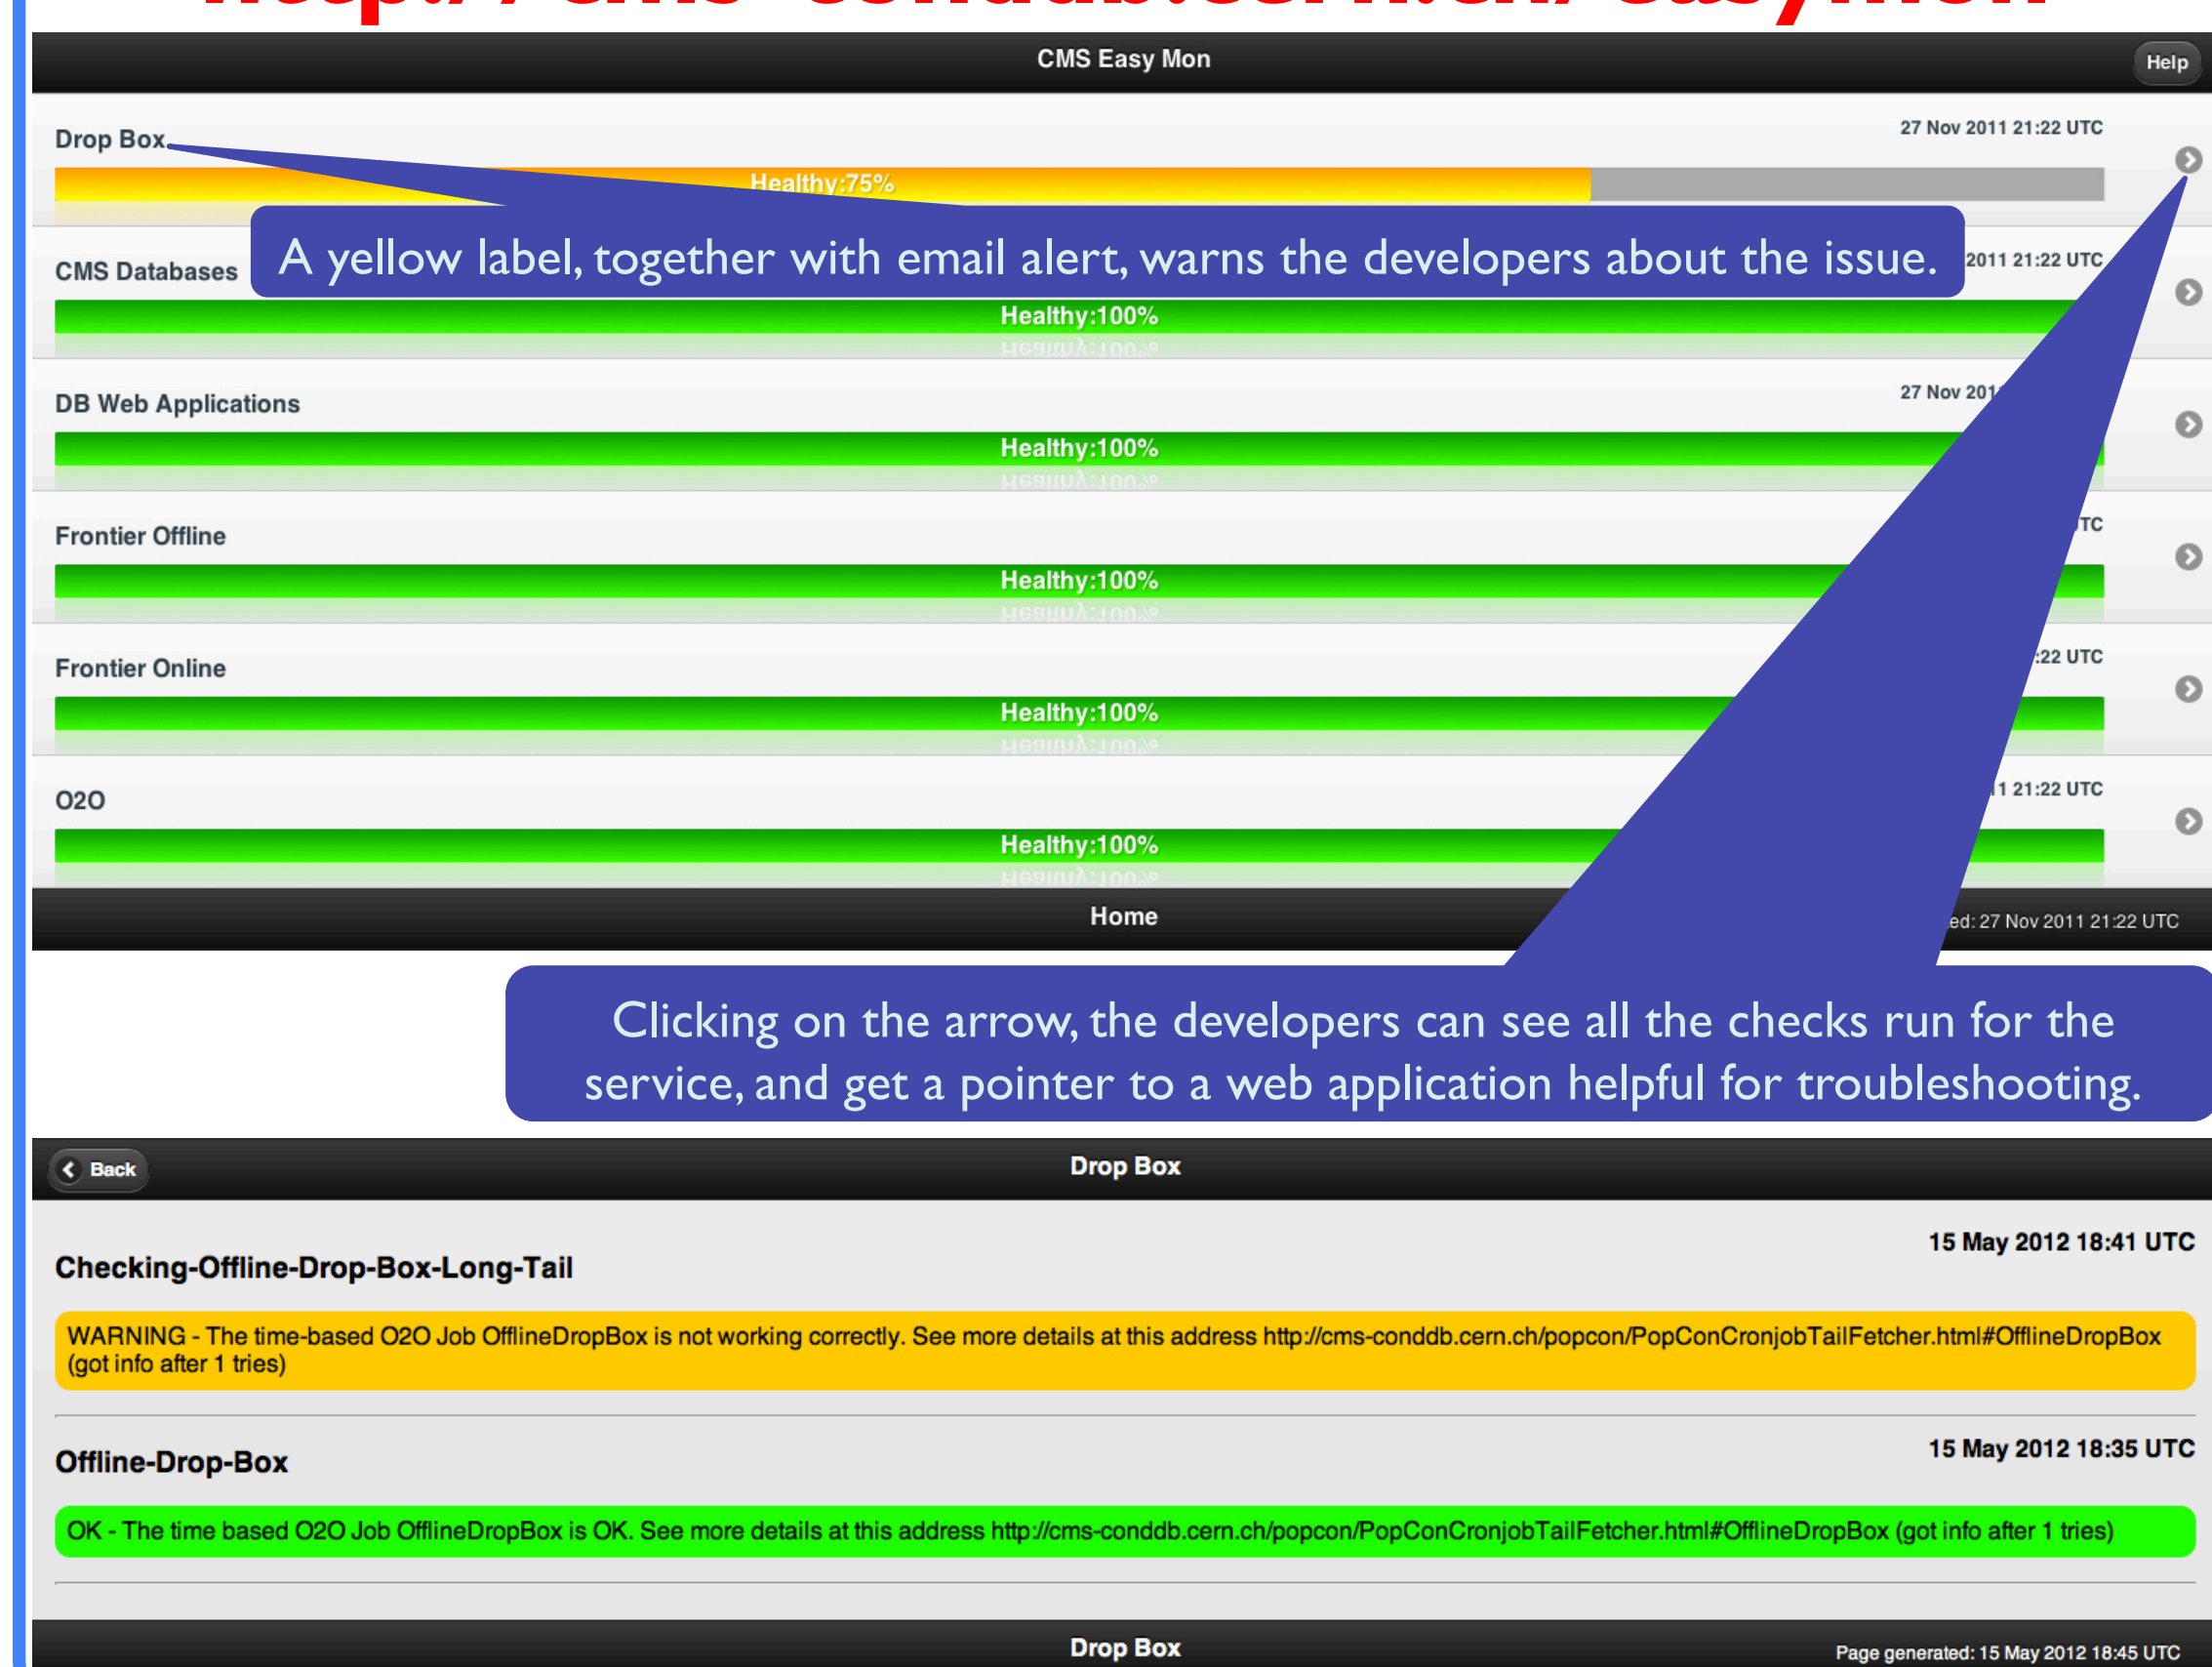 http://cms-conddb.cern.ch/easymon
CMS Easy Mon
Help
Drop Box
27 Nov 2011 21:22 UTC
Healthy:75%
A yellow label, together with email alert, warns the developers about the issue.
CMS Databases
2011 21:22 UTC
Healthy:100%
DB Web Applications
27 Nov 201
Healthy:100%
Frontier Offline
UTC
Healthy:100%
Frontier Online
:22 UTC
Healthy:100%
O2O
11 21:22 UTC
Healthy:100%
Home
ed: 27 Nov 2011 21:22 UTC
Clicking on the arrow, the developers can see all the checks run for the
service, and get a pointer to a web application helpful for troubleshooting.
Back
Drop Box
15 May 2012 18:41 UTC
Checking-Offline-Drop-Box-Long-Tail
WARNING - The time-based O2O Job OfflineDropBox is not working correctly. See more details at this address http://cms-conddb.cern.ch/popcon/PopConCronjobTailFetcher.html#OfflineDropBox
(got info after 1 tries)
15 May 2012 18:35 UTC
Offline-Drop-Box
OK - The time based O2O Job OfflineDropBox is OK. See more details at this address http://cms-conddb.cern.ch/popcon/PopConCronjobTailFetcher.html#OfflineDropBox (got info after 1 tries)
Drop Box
Page generated: 15 May 2012 18:45 UTC